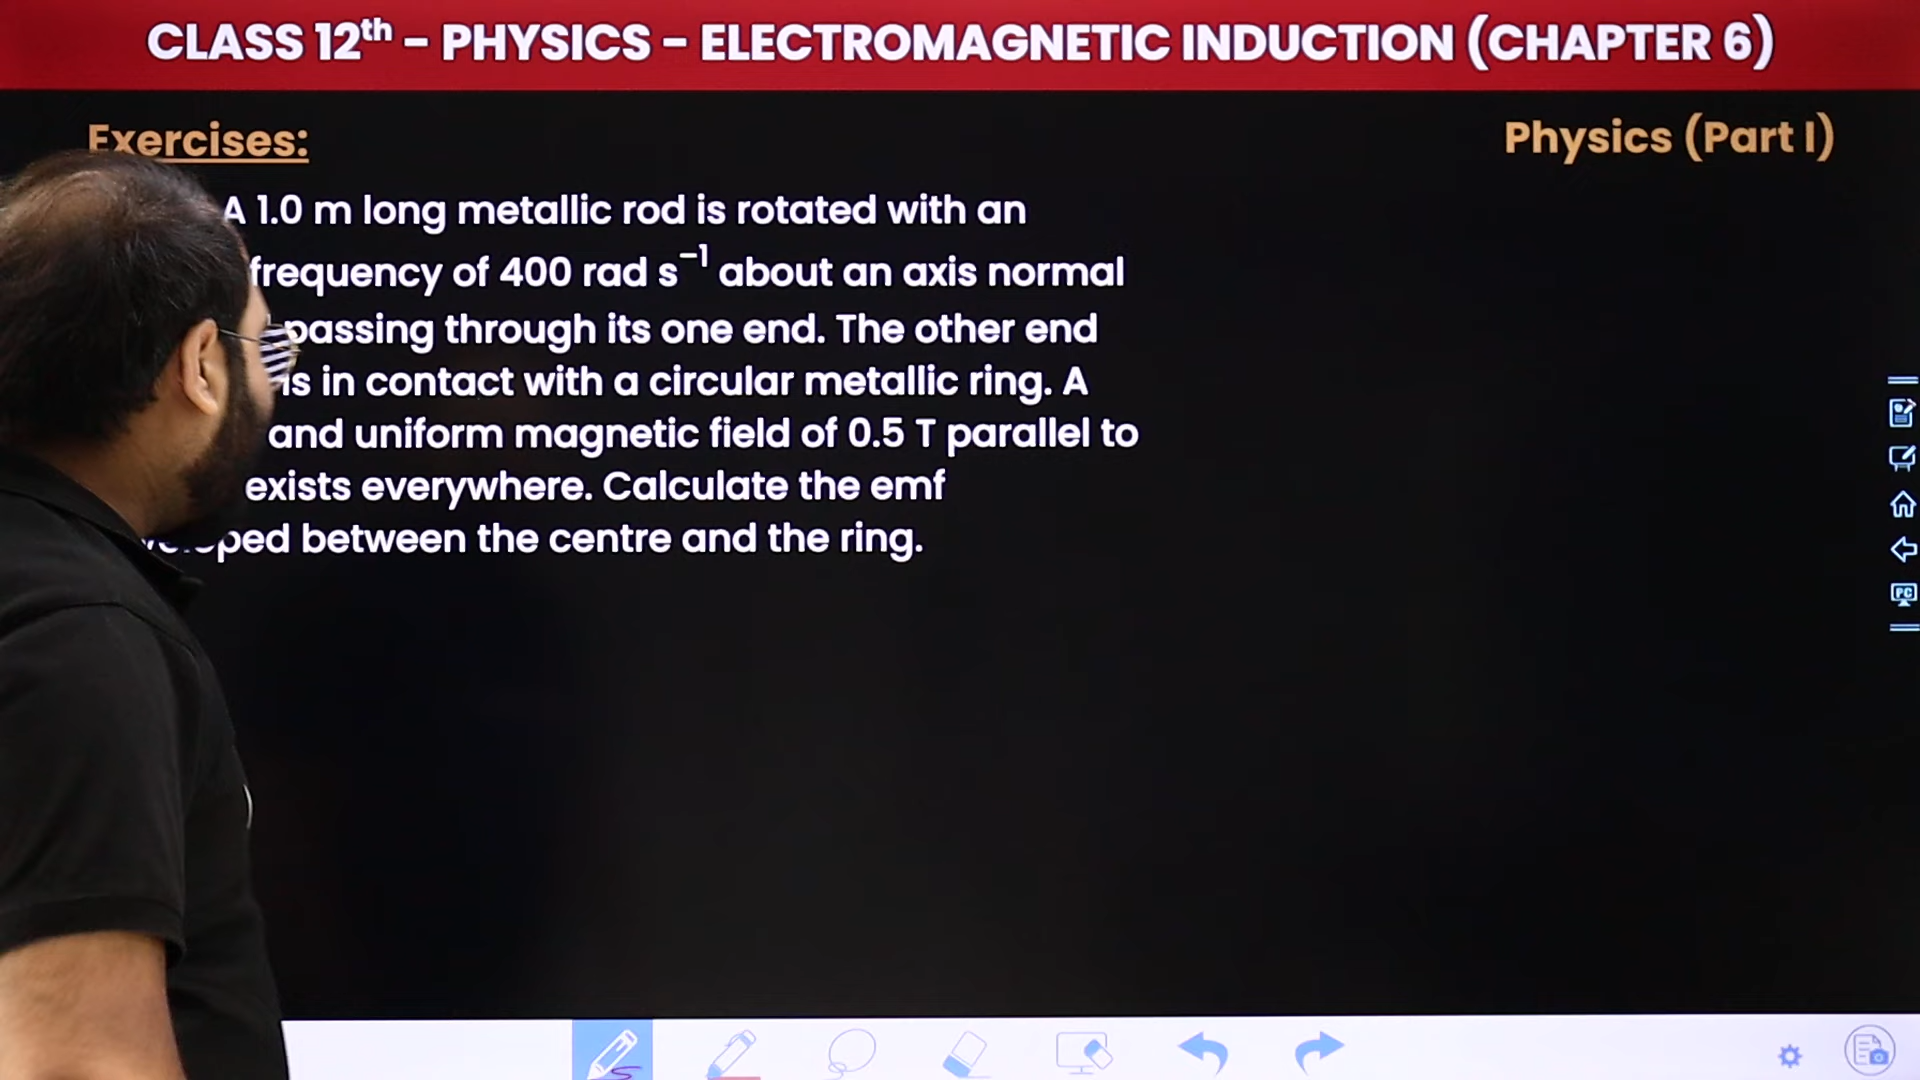 CLASS 12th - PHYSICS - ELECTROMAGNETIC INDUCTION (CHAPTER 6)
Exercises:
Physics (Part I)
A 1.0 m long metallic rod is rotated with an
frequency of 400 rad s⁻¹ about an axis normal
passing through its one end. The other end
is in contact with a circular metallic ring. A
and uniform magnetic field of 0.5 T parallel to
exists everywhere. Calculate the emf
between the centre and the ring.
PC